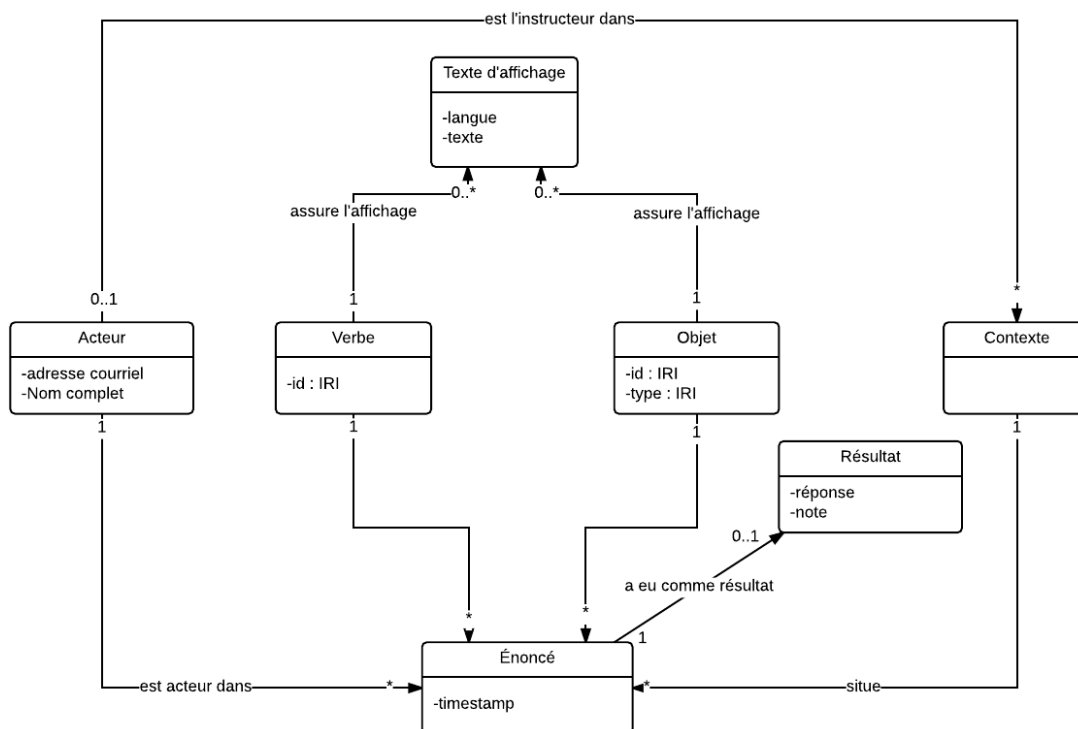 est l'instructeur dans
Texte d'affichage
-langue
-texte
0..*
0..*
assure l'affichage
assure l'affichage
0..1
1
1
*
Acteur
-adresse courriel
-Nom complet
Verbe
-id : IRI
Objet
-id : IRI
-type : IRI
Contexte
1
1
1
1
Résultat
-réponse
-note
0..1
a eu comme résultat
*
*
1
Énoncé
-timestamp
est acteur dans
*
*
situe